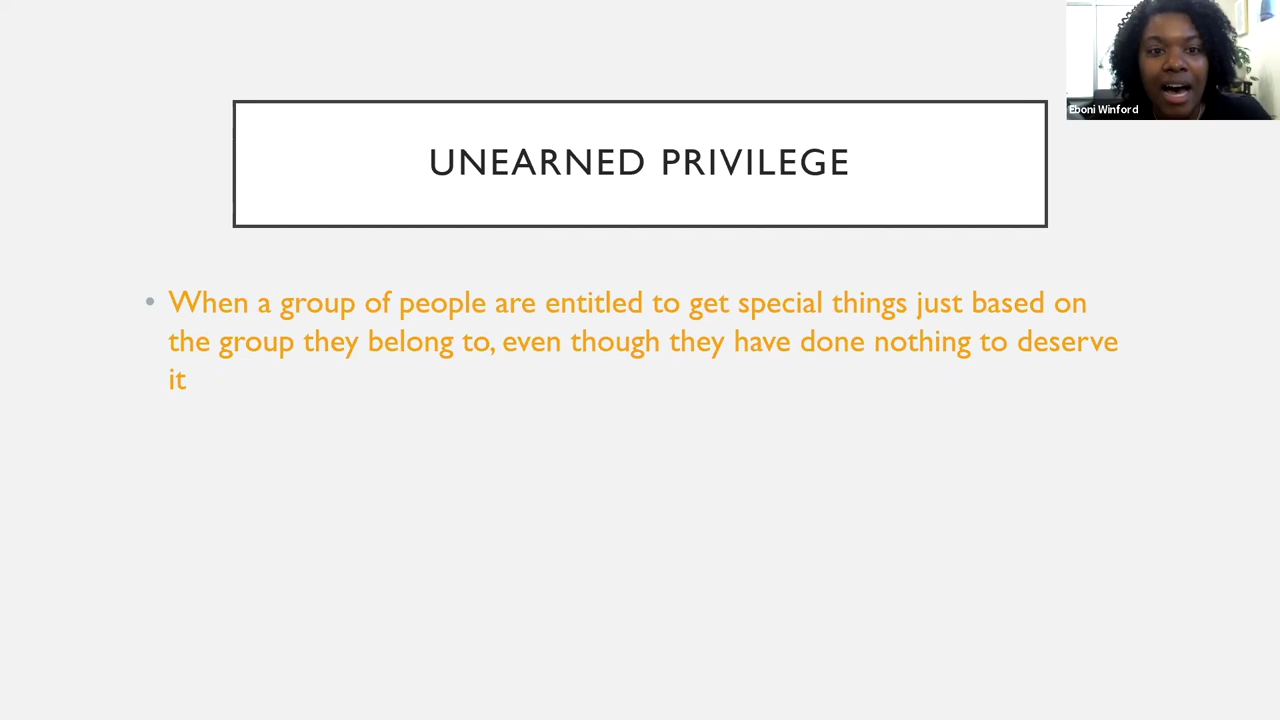 Eboni Winford
UNEARNED PRIVILEGE
• When a group of people are entitled to get special things just based on
the group they belong to, even though they have done nothing to deserve
it